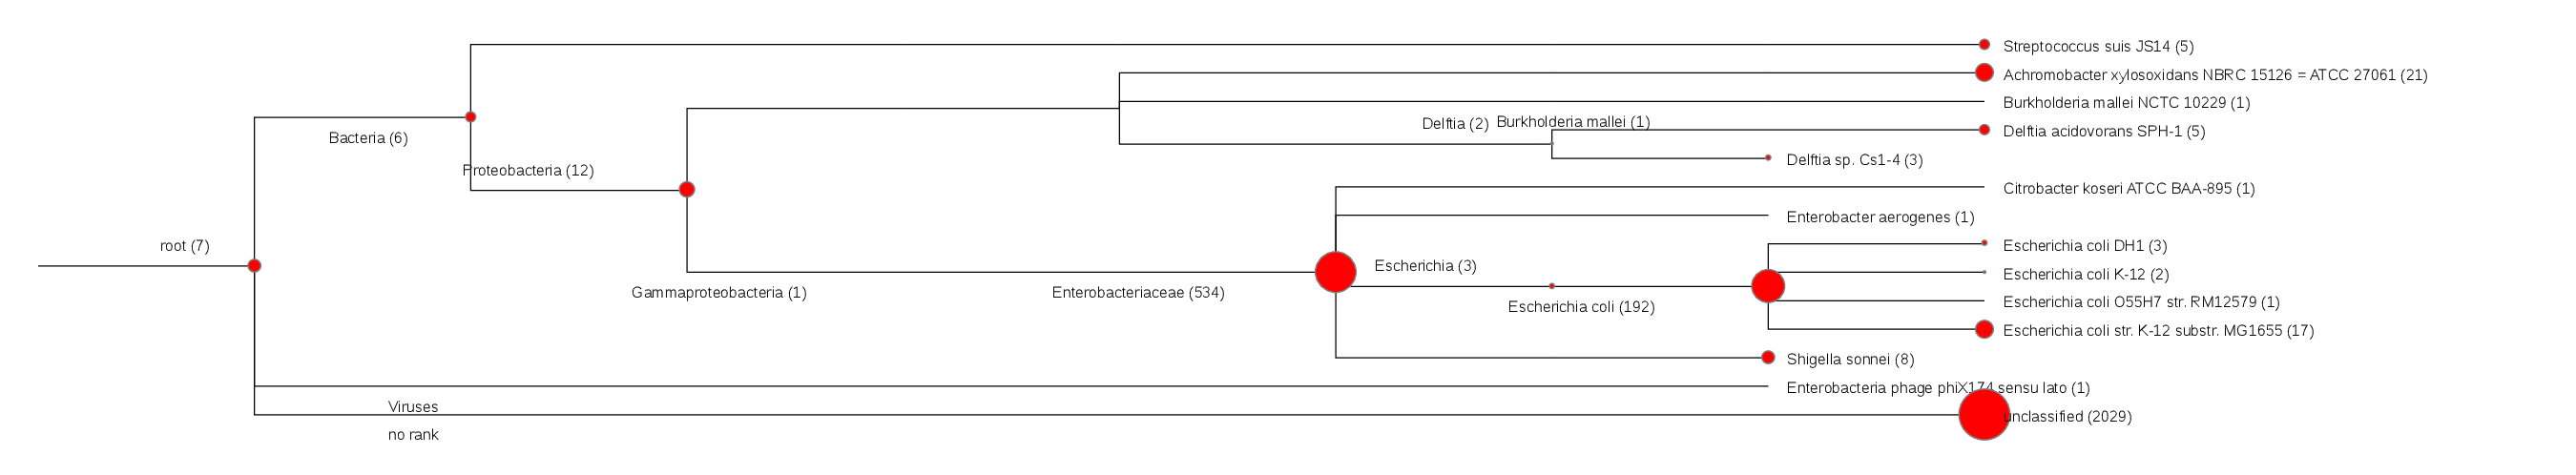 Streptococcus suis JS14 (5)
Achromobacter xylosoxidans NBRC 15126 = ATCC 27061 (21)
Burkholderia mallei NCTC 10229 (1)
Delftia (2)
Burkholderia mallei (1)
Delftia acidovorans SPH-1 (5)
Bacteria (6)
Delftia sp. Cs1-4 (3)
Proteobacteria (12)
Citrobacter koseri ATCC BAA-895 (1)
Enterobacter aerogenes (1)
root (7)
Escherichia coli DH1 (3)
Escherichia (3)
Escherichia coli K-12 (2)
Gammaproteobacteria (1)
Enterobacteriaceae (534)
Escherichia coli O55H7 str. RM12579 (1)
Escherichia coli (192)
Escherichia coli str. K-12 substr. MG1655 (17)
Shigella sonnei (8)
Enterobacteria phage phiX174 sensu lato (1)
Viruses
unclassified (2029)
no rank